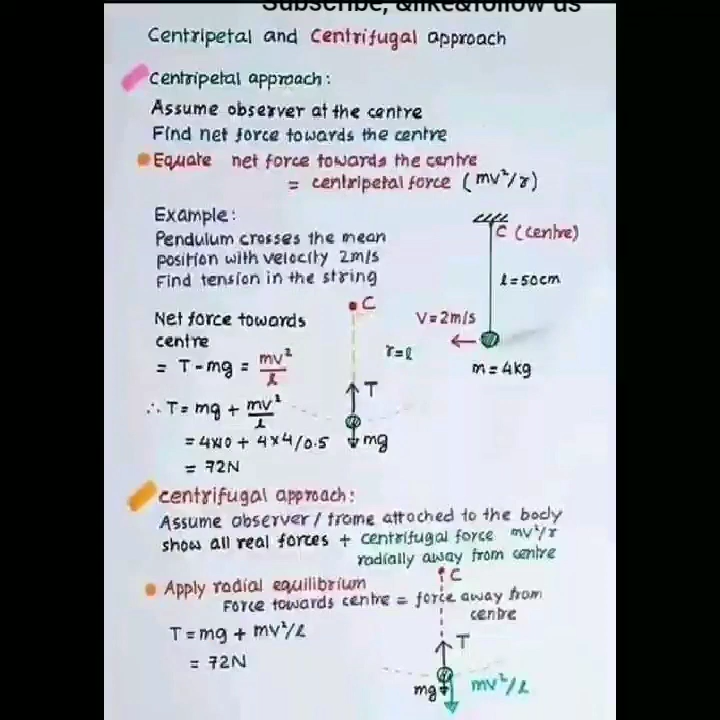 Subscribe, &like&follow us
Centripetal and Centrifugal approach
Centripetal approach:
Assume observer at the centre
Find net force towards the centre
Equate net force towards the centre
= centripetal force (mv²/r)
Example:
Pendulum crosses the mean
position with velocity 2m/s
Find tension in the string
C (centre)
l=50cm
V=2m/s
m=4kg
Net force towards
centre
= T-mg = mv²/l
∴ T= mg + mv²/l
= 4×10 + 4×4/0.5
= 72N
C
r=l
T
mg
centrifugal approach:
Assume observer/frame attached to the body
show all real forces + centrifugal force mv²/r
radially away from centre
Apply radial equilibrium
Force towards centre = force away from
centre
T=mg + mv²/l
= 72N
C
T
mg
mv²/l